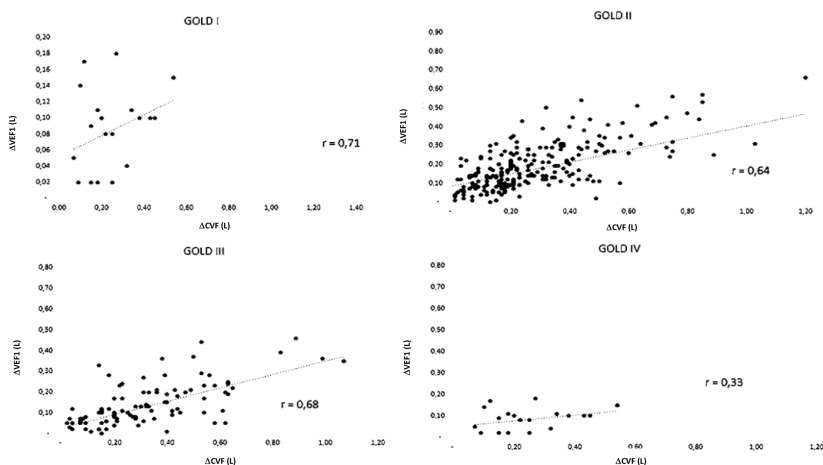 GOLD I
0,20
0,18
0,16
0,14
0,12
0,10
0,08
0,06
0,04
0,02
-
ΔVEF1 (L)
r = 0,71
0,00 0,20 0,40 0,60 0,80 1,00 1,20 1,40
ΔCVF (L)
GOLD II
0,90
0,80
0,70
0,60
0,50
0,40
0,30
0,20
0,10
-
ΔVEF1 (L)
r = 0,64
- 0,20 0,40 0,60 0,80 1,00 1,20
ΔCVF (L)
GOLD III
0,80
0,70
0,60
0,50
0,40
0,30
0,20
0,10
-
ΔVEF1 (L)
r = 0,68
- 0,20 0,40 0,60 0,80 1,00 1,20
ΔCVF (L)
GOLD IV
0,80
0,70
0,60
0,50
0,40
0,30
0,20
0,10
-
ΔVEF1 (L)
r = 0,33
- 0,20 0,40 0,60 0,80 1,00 1,20
ΔCVF (L)